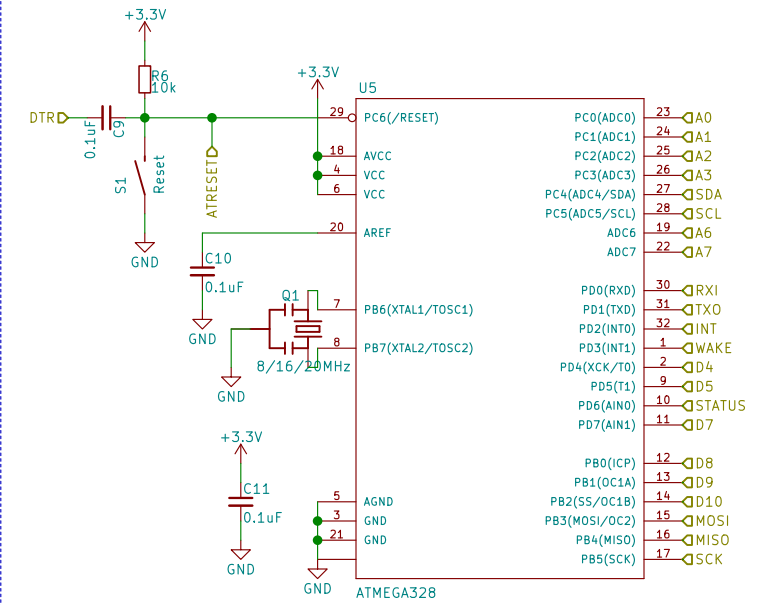 +3.3V
R6
10k
DTR
0.1uF
C9
S1
Reset
GND
ATRESET
+3.3V
U5
29 PC6(/RESET)
18 AVCC
4 VCC
6 VCC
20 AREF
C10
0.1uF
GND
Q1
7 PB6(XTAL1/TOSC1)
8 PB7(XTAL2/TOSC2)
8/16/20MHz
GND
+3.3V
C11
0.1uF
GND
5 AGND
3 GND
21 GND
GND
ATMEGA328
PC0(ADC0) 23 A0
PC1(ADC1) 24 A1
PC2(ADC2) 25 A2
PC3(ADC3) 26 A3
PC4(ADC4/SDA) 27 SDA
PC5(ADC5/SCL) 28 SCL
ADC6 19 A6
ADC7 22 A7
PD0(RXD) 30 RXI
PD1(TXD) 31 TXO
PD2(INT0) 32 INT
PD3(INT1) 1 WAKE
PD4(XCK/T0) 2 D4
PD5(T1) 9 D5
PD6(AIN0) 10 STATUS
PD7(AIN1) 11 D7
PB0(ICP) 12 D8
PB1(OC1A) 13 D9
PB2(SS/OC1B) 14 D10
PB3(MOSI/OC2) 15 MOSI
PB4(MISO) 16 MISO
PB5(SCK) 17 SCK